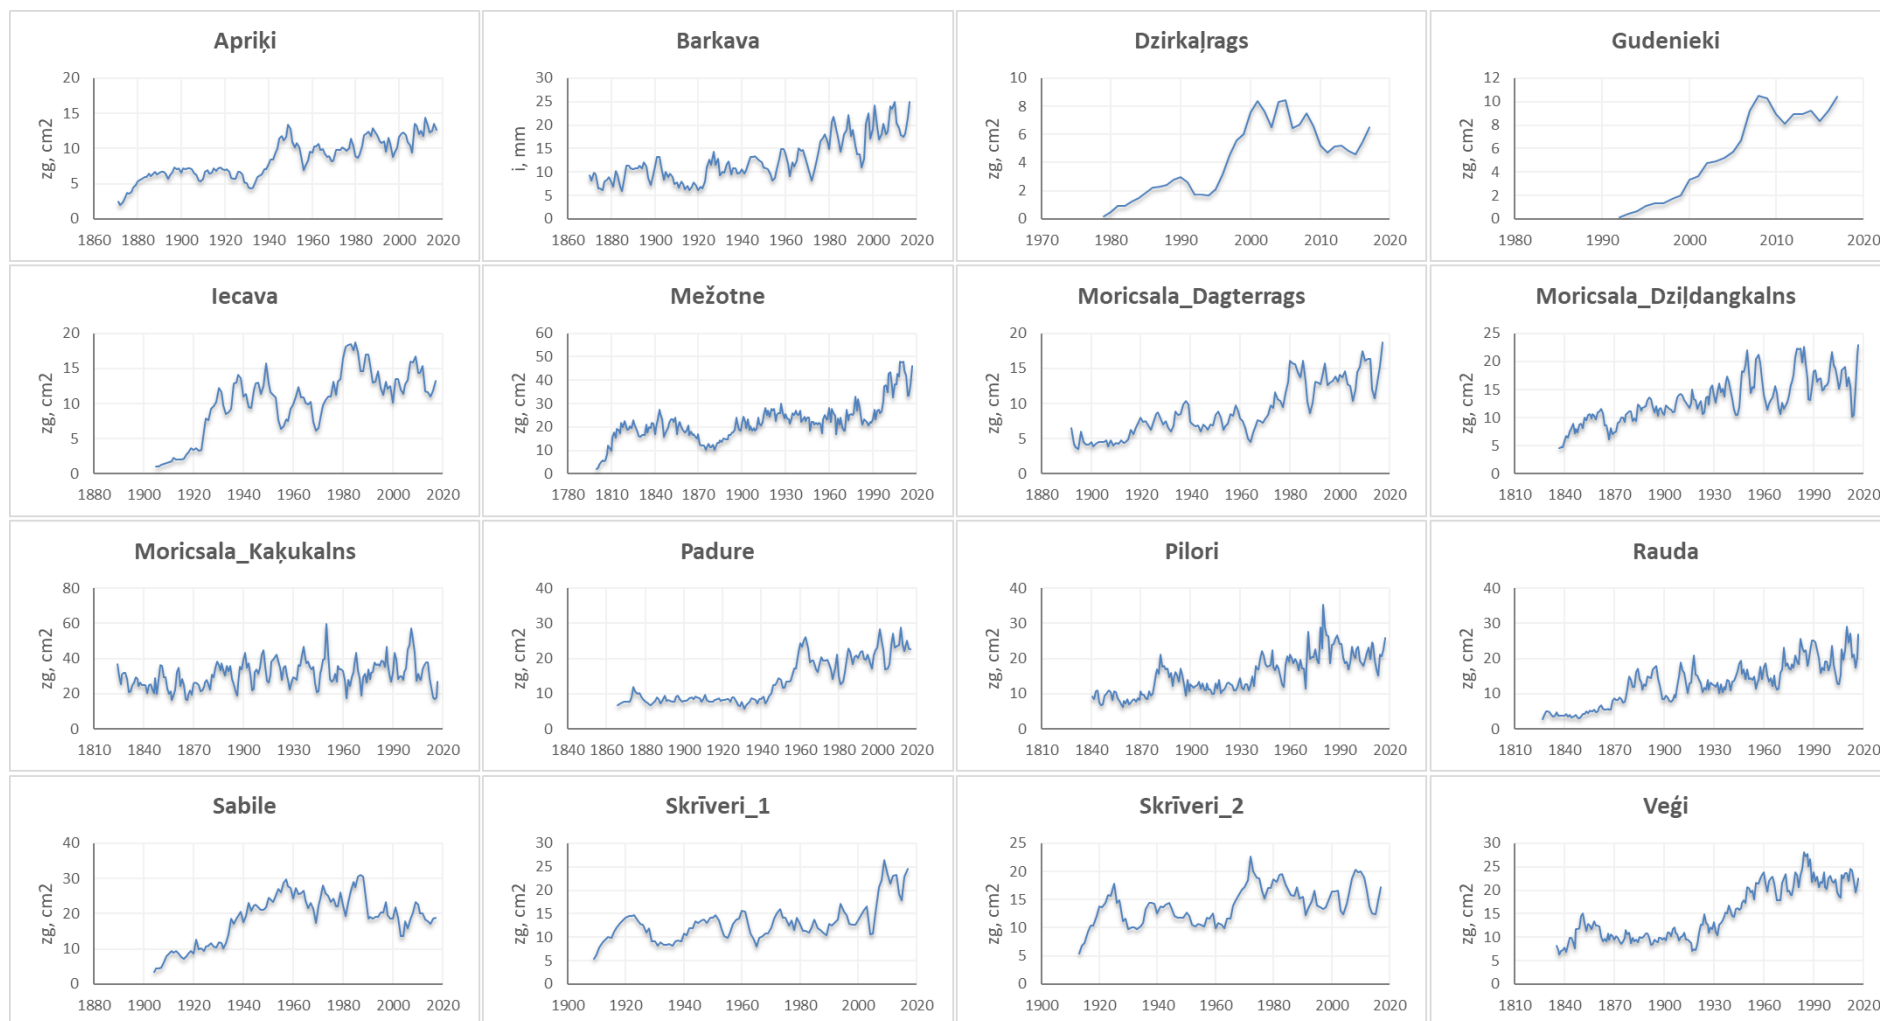 Apriķi
zg, cm2
20
15
10
5
0
1860 1880 1900 1920 1940 1960 1980 2000 2020
Barkava
i, mm
30
25
20
15
10
5
0
1860 1880 1900 1920 1940 1960 1980 2000 2020
Dzirkaļrags
zg, cm2
10
8
6
4
2
0
1970 1980 1990 2000 2010 2020
Gudenieki
zg, cm2
12
10
8
6
4
2
0
1980 1990 2000 2010 2020
Iecava
zg, cm2
20
15
10
5
0
1880 1900 1920 1940 1960 1980 2000 2020
Mežotne
zg, cm2
60
50
40
30
20
10
0
1780 1810 1840 1870 1900 1930 1960 1990 2020
Moricsala_Dagterrags
zg, cm2
20
15
10
5
0
1880 1900 1920 1940 1960 1980 2000 2020
Moricsala_Dziļdangkalns
zg, cm2
25
20
15
10
5
0
1810 1840 1870 1900 1930 1960 1990 2020
Moricsala_Kaķukalns
zg, cm2
80
60
40
20
0
1810 1840 1870 1900 1930 1960 1990 2020
Padure
zg, cm2
40
30
20
10
0
1840 1860 1880 1900 1920 1940 1960 1980 2000 2020
Pilori
zg, cm2
40
30
20
10
0
1810 1840 1870 1900 1930 1960 1990 2020
Rauda
zg, cm2
40
30
20
10
0
1810 1840 1870 1900 1930 1960 1990 2020
Sabile
zg, cm2
40
30
20
10
0
1880 1900 1920 1940 1960 1980 2000 2020
Skrīveri_1
zg, cm2
30
25
20
15
10
5
0
1900 1920 1940 1960 1980 2000 2020
Skrīveri_2
zg, cm2
25
20
15
10
5
0
1900 1920 1940 1960 1980 2000 2020
Veģi
zg, cm2
30
25
20
15
10
5
0
1810 1840 1870 1900 1930 1960 1990 2020